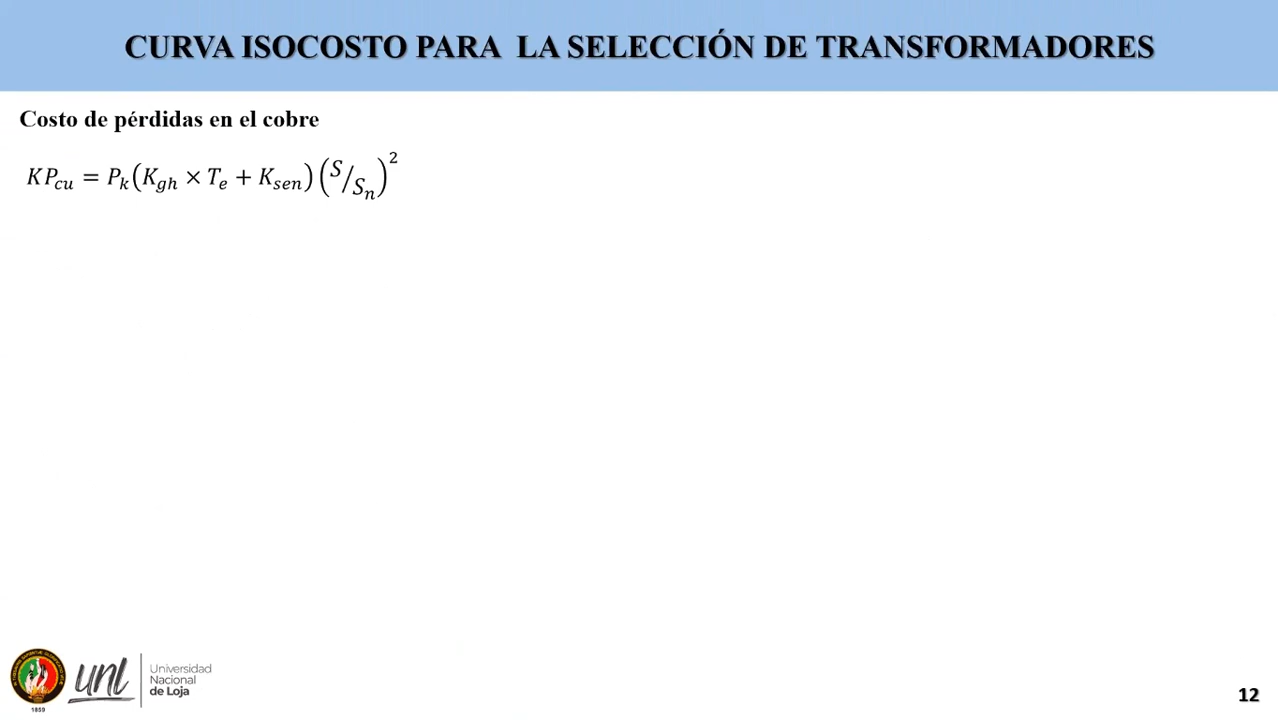 CURVA ISOCOSTO PARA LA SELECCIÓN DE TRANSFORMADORES
Costo de pérdidas en el cobre
KP_cu = P_k(K_gh × T_e + K_sen)(S/S_n)^2
1859
unl
Universidad
Nacional
de Loja
12